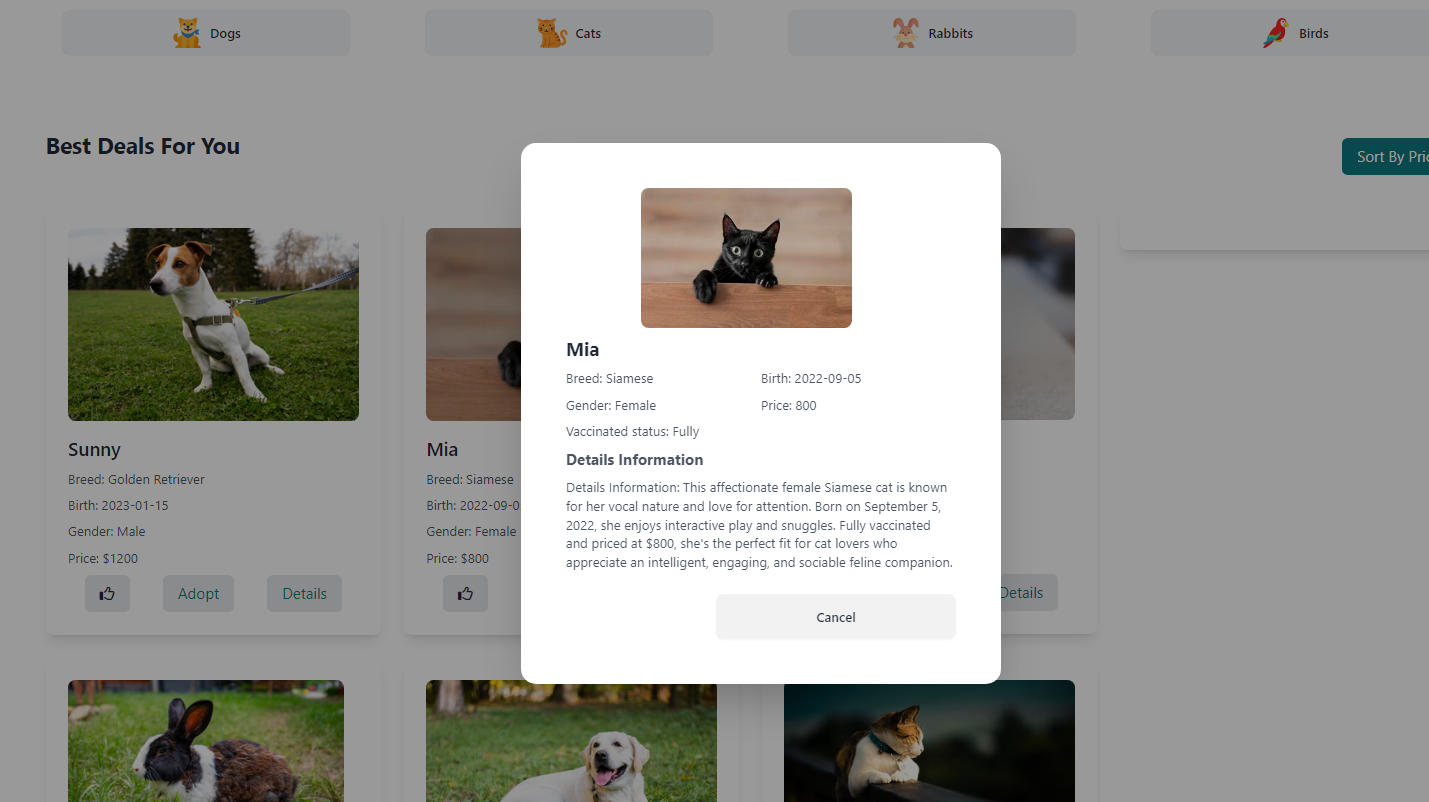 Dogs
Cats
Rabbits
Birds
Best Deals For You
Sort By Pri
Sunny
Breed: Golden Retriever
Birth: 2023-01-15
Gender: Male
Price: $1200
Adopt
Details
Mia
Breed: Siamese
Birth: 2022-09-0
Gender: Female
Price: $800
Details
Mia
Breed: Siamese
Birth: 2022-09-05
Gender: Female
Price: 800
Vaccinated status: Fully
Details Information
Details Information: This affectionate female Siamese cat is known
for her vocal nature and love for attention. Born on September 5,
2022, she enjoys interactive play and snuggles. Fully vaccinated
and priced at $800, she's the perfect fit for cat lovers who
appreciate an intelligent, engaging, and sociable feline companion.
Cancel